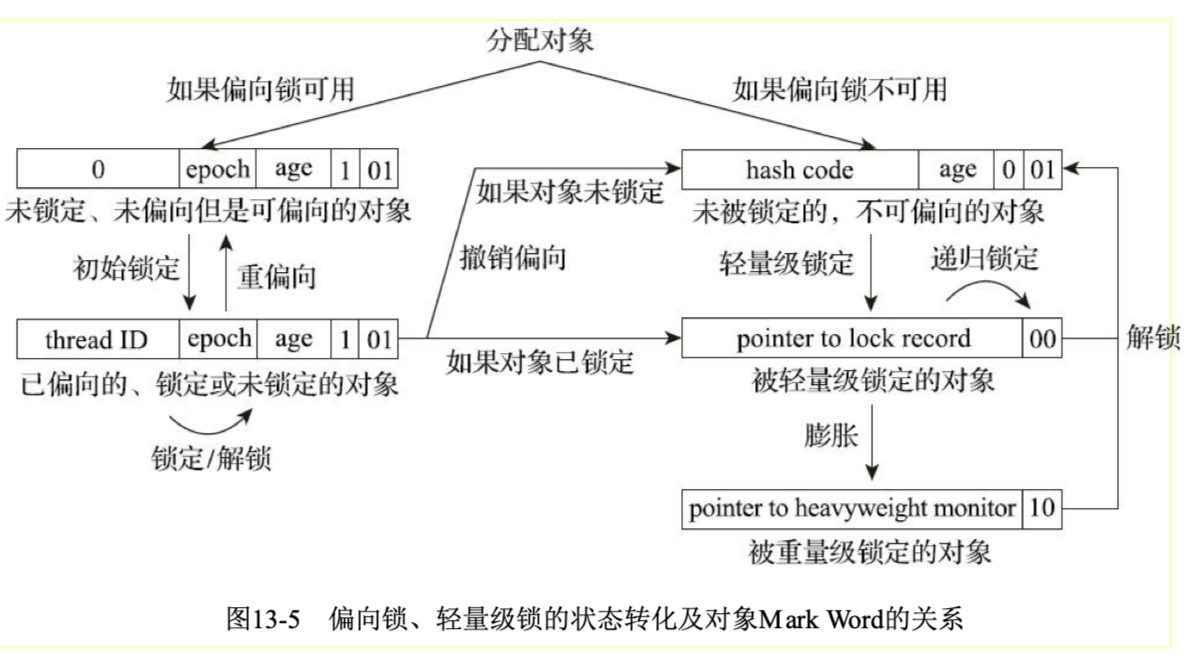 分配对象
如果偏向锁可用
如果偏向锁不可用
0 epoch age 1 01
hash code age 0 01
未锁定、未偏向但是可偏向的对象
如果对象未锁定
未被锁定的，不可偏向的对象
初始锁定
重偏向
撤销偏向
轻量级锁定
递归锁定
thread ID epoch age 1 01
pointer to lock record 00
解锁
已偏向的、锁定或未锁定的对象
如果对象已锁定
被轻量级锁定的对象
锁定/解锁
膨胀
pointer to heavyweight monitor 10
被重量级锁定的对象
图13-5 偏向锁、轻量级锁的状态转化及对象Mark Word的关系